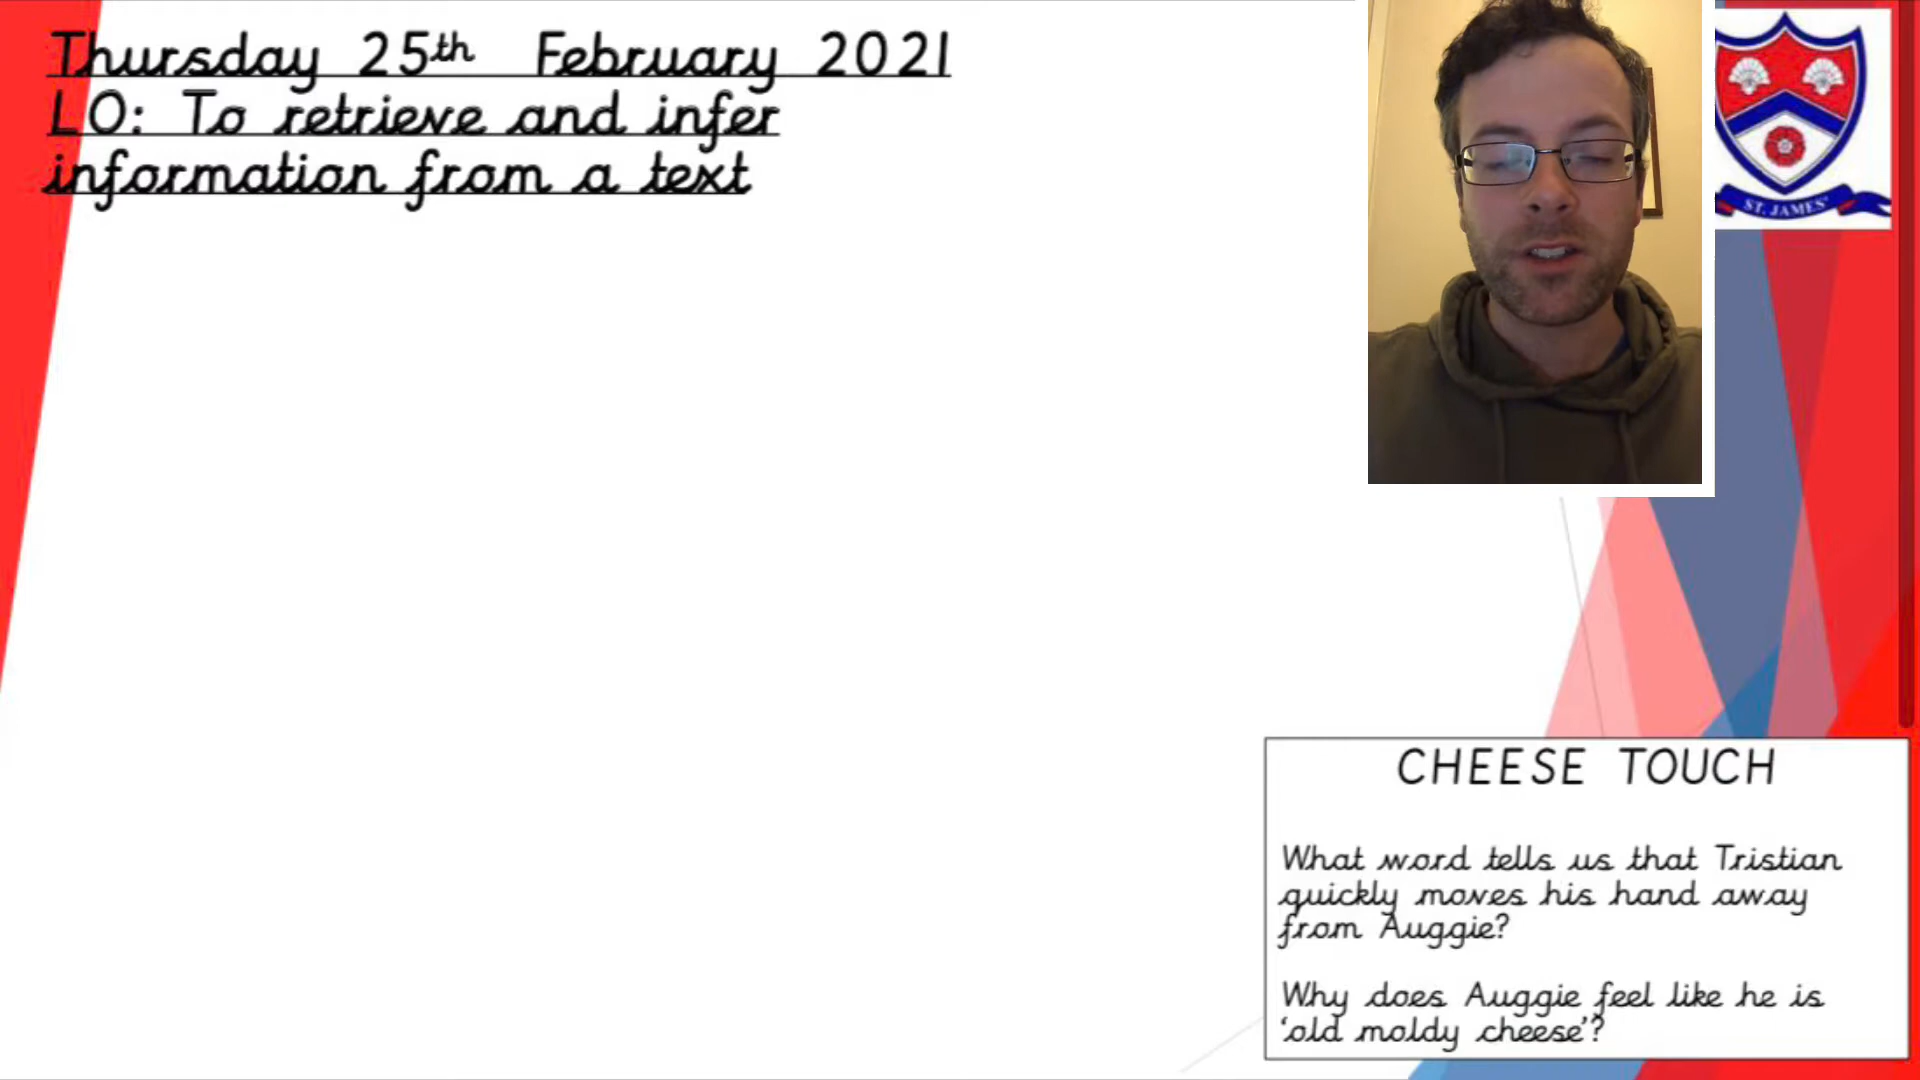 Thursday 25th February 2021
LO: To retrieve and infer
information from a text
ST. JAMES'
CHEESE TOUCH
What word tells us that Tristian
quickly moves his hand away
from Auggie?
Why does Auggie feel like he is
'old moldy cheese'?